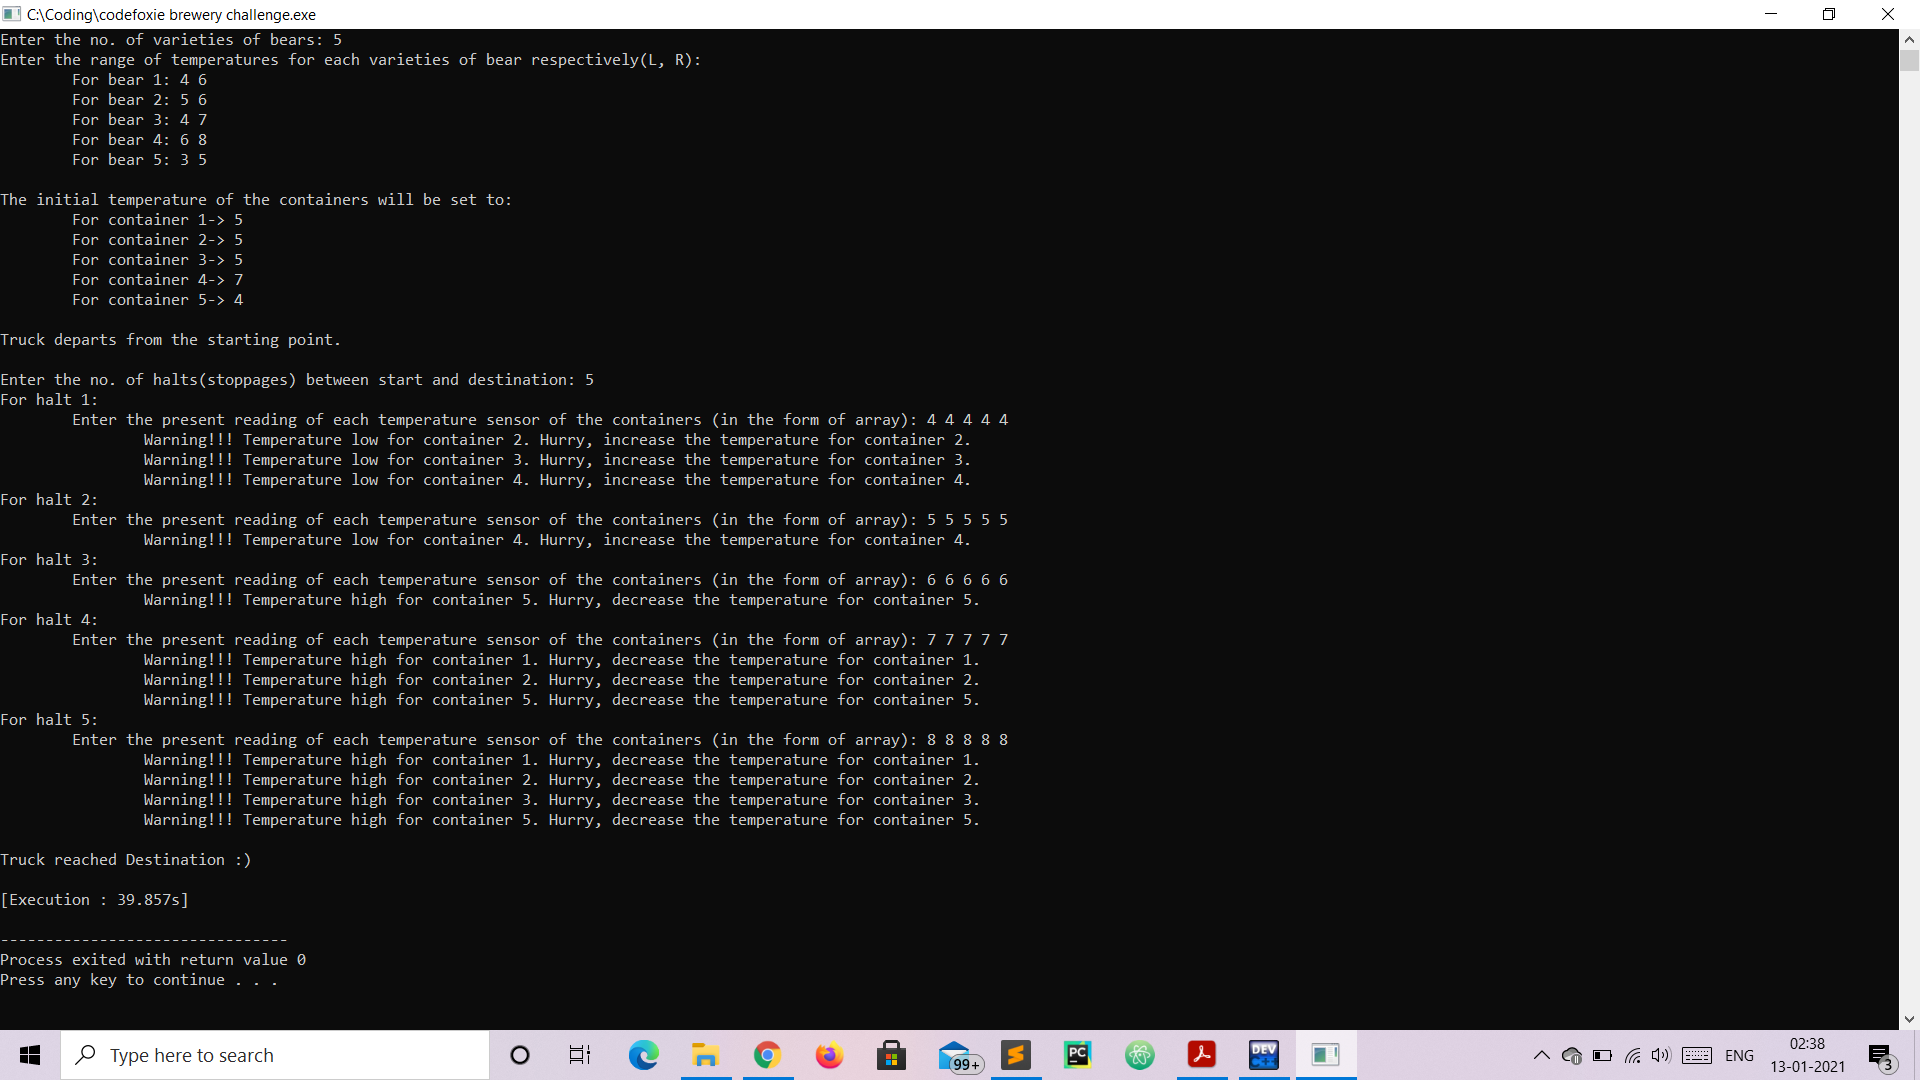 C:\Coding\codefoxie brewery challenge.exe
Enter the no. of varieties of bears: 5
Enter the range of temperatures for each varieties of bear respectively(L, R):
For bear 1: 4 6
For bear 2: 5 6
For bear 3: 4 7
For bear 4: 6 8
For bear 5: 3 5
The initial temperature of the containers will be set to:
For container 1-> 5
For container 2-> 5
For container 3-> 5
For container 4-> 7
For container 5-> 4
Truck departs from the starting point.
Enter the no. of halts(stoppages) between start and destination: 5
For halt 1:
Enter the present reading of each temperature sensor of the containers (in the form of array): 4 4 4 4 4
Warning!!! Temperature low for container 2. Hurry, increase the temperature for container 2.
Warning!!! Temperature low for container 3. Hurry, increase the temperature for container 3.
Warning!!! Temperature low for container 4. Hurry, increase the temperature for container 4.
For halt 2:
Enter the present reading of each temperature sensor of the containers (in the form of array): 5 5 5 5 5
Warning!!! Temperature low for container 4. Hurry, increase the temperature for container 4.
For halt 3:
Enter the present reading of each temperature sensor of the containers (in the form of array): 6 6 6 6 6
Warning!!! Temperature high for container 5. Hurry, decrease the temperature for container 5.
For halt 4:
Enter the present reading of each temperature sensor of the containers (in the form of array): 7 7 7 7 7
Warning!!! Temperature high for container 1. Hurry, decrease the temperature for container 1.
Warning!!! Temperature high for container 2. Hurry, decrease the temperature for container 2.
Warning!!! Temperature high for container 5. Hurry, decrease the temperature for container 5.
For halt 5:
Enter the present reading of each temperature sensor of the containers (in the form of array): 8 8 8 8 8
Warning!!! Temperature high for container 1. Hurry, decrease the temperature for container 1.
Warning!!! Temperature high for container 2. Hurry, decrease the temperature for container 2.
Warning!!! Temperature high for container 3. Hurry, decrease the temperature for container 3.
Warning!!! Temperature high for container 5. Hurry, decrease the temperature for container 5.
Truck reached Destination :)
[Execution : 39.857s]
--------------------------------
Process exited with return value 0
Press any key to continue . . .
Type here to search
99+
PC
DEV C++
ENG
02:38
13-01-2021
3